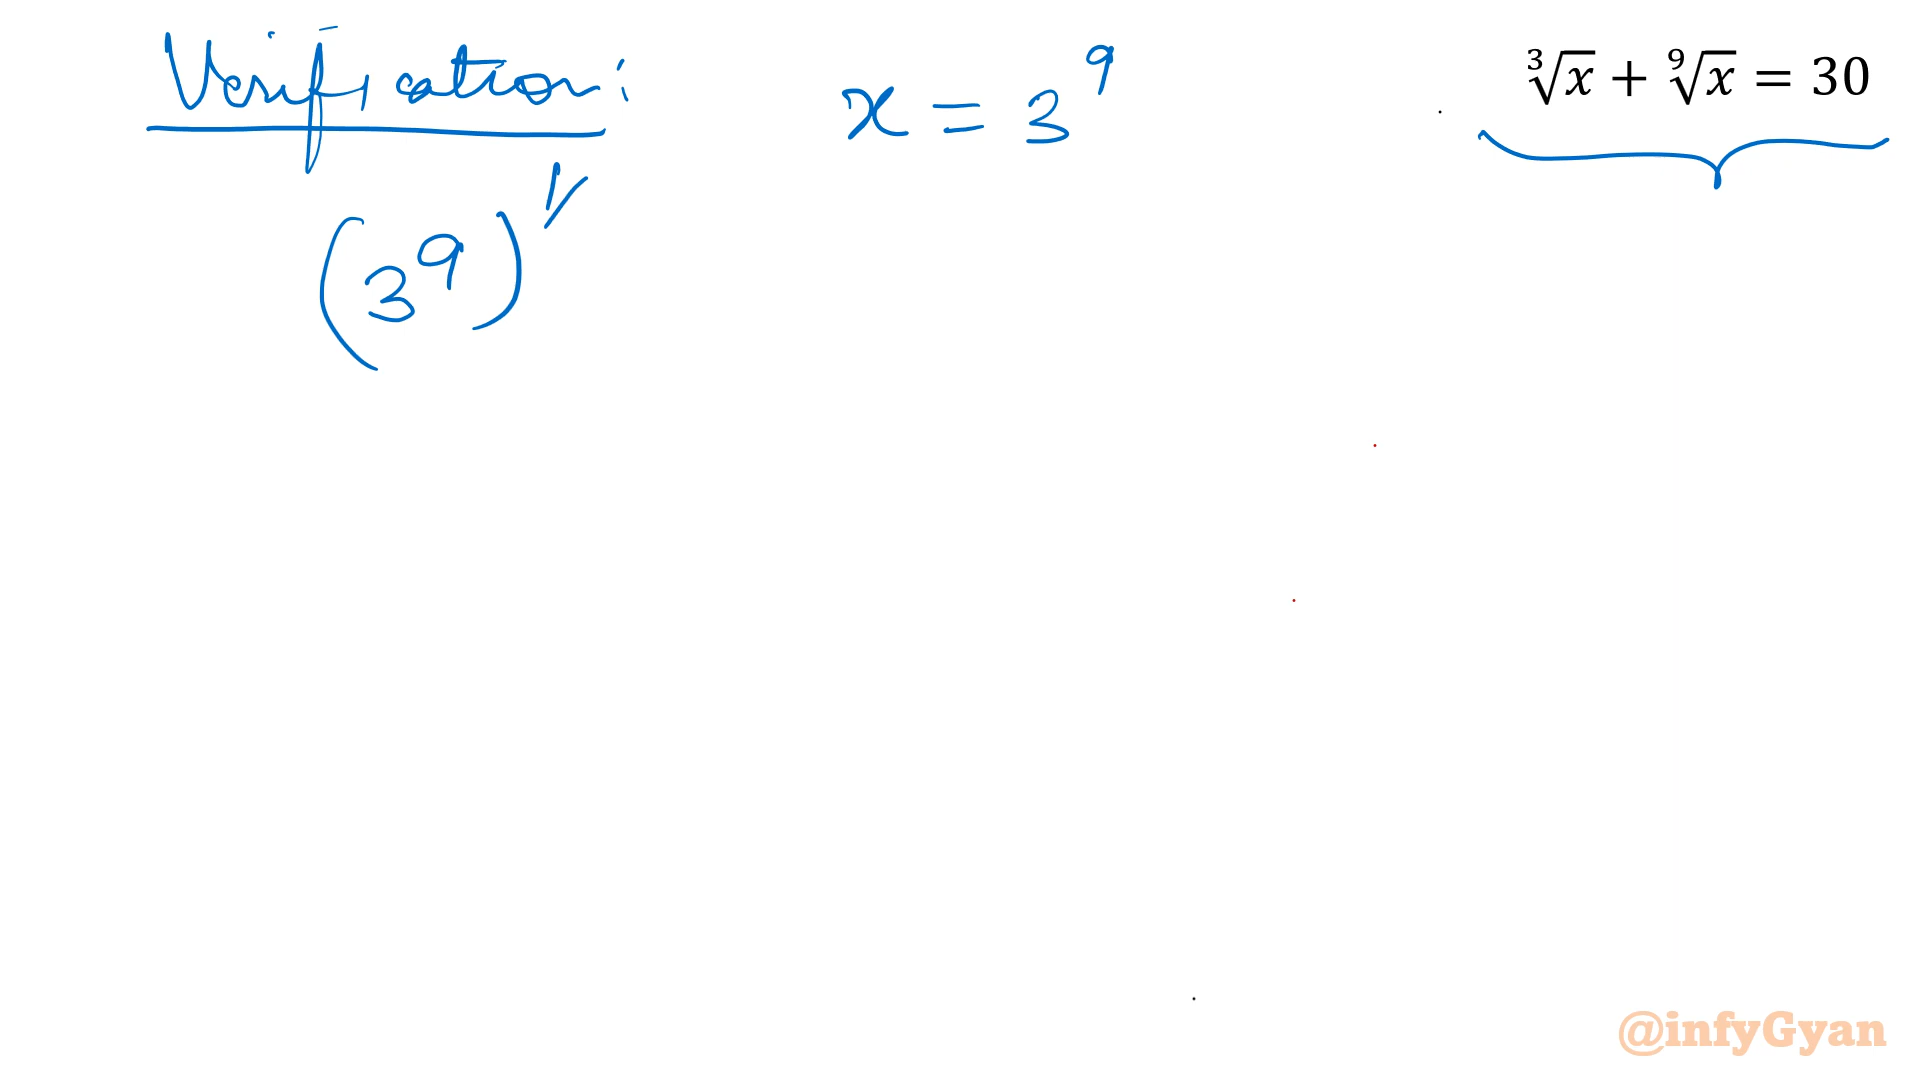 Verification: x = 3^9 ∛x + ⁹√x = 30
(3^9)^1/
@infyGyan